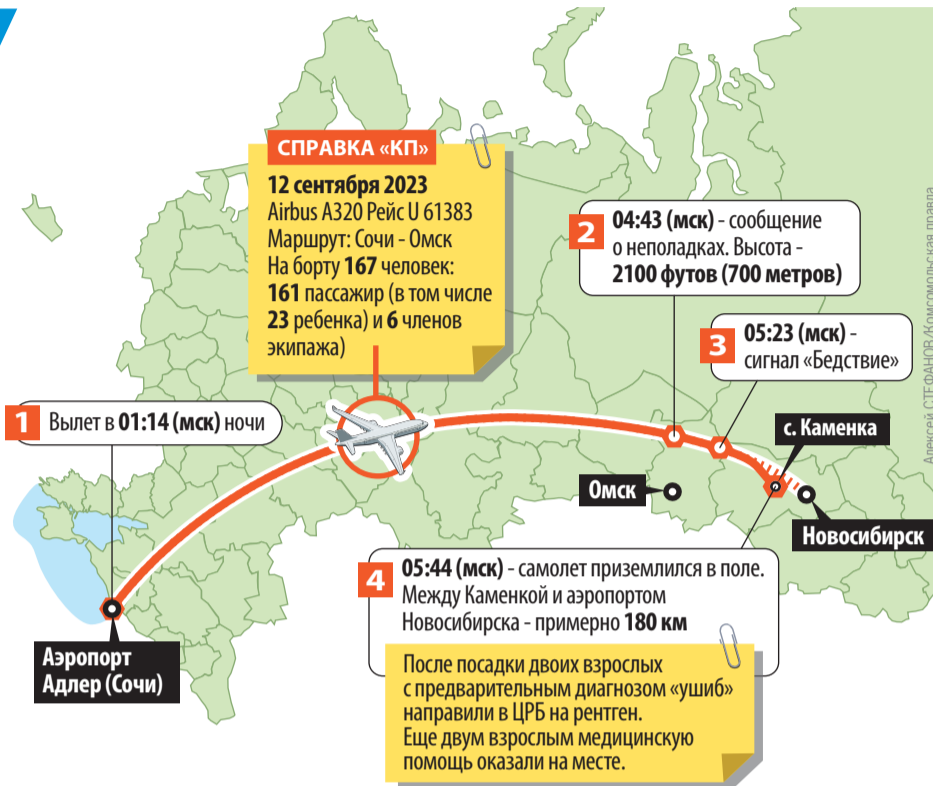 СПРАВКА «КП»
12 сентября 2023
Airbus A320 Рейс U 61383
Маршрут: Сочи - Омск
На борту 167 человек:
161 пассажир (в том числе
23 ребенка) и 6 членов
экипажа)
2
04:43 (мск) - сообщение
о неполадках. Высота -
2100 футов (700 метров)
3
05:23 (мск) -
сигнал «Бедствие»
1
Вылет в 01:14 (мск) ночи
с. Каменка
Омск
Новосибирск
4
05:44 (мск) - самолет приземлился в поле.
Между Каменкой и аэропортом
Новосибирска - примерно 180 км
Аэропорт
Адлер (Сочи)
После посадки двоих взрослых
с предварительным диагнозом «ушиб»
направили в ЦРБ на рентген.
Еще двум взрослым медицинскую
помощь оказали на месте.
Алексей СТЕФАНОВ/Комсомольская правда